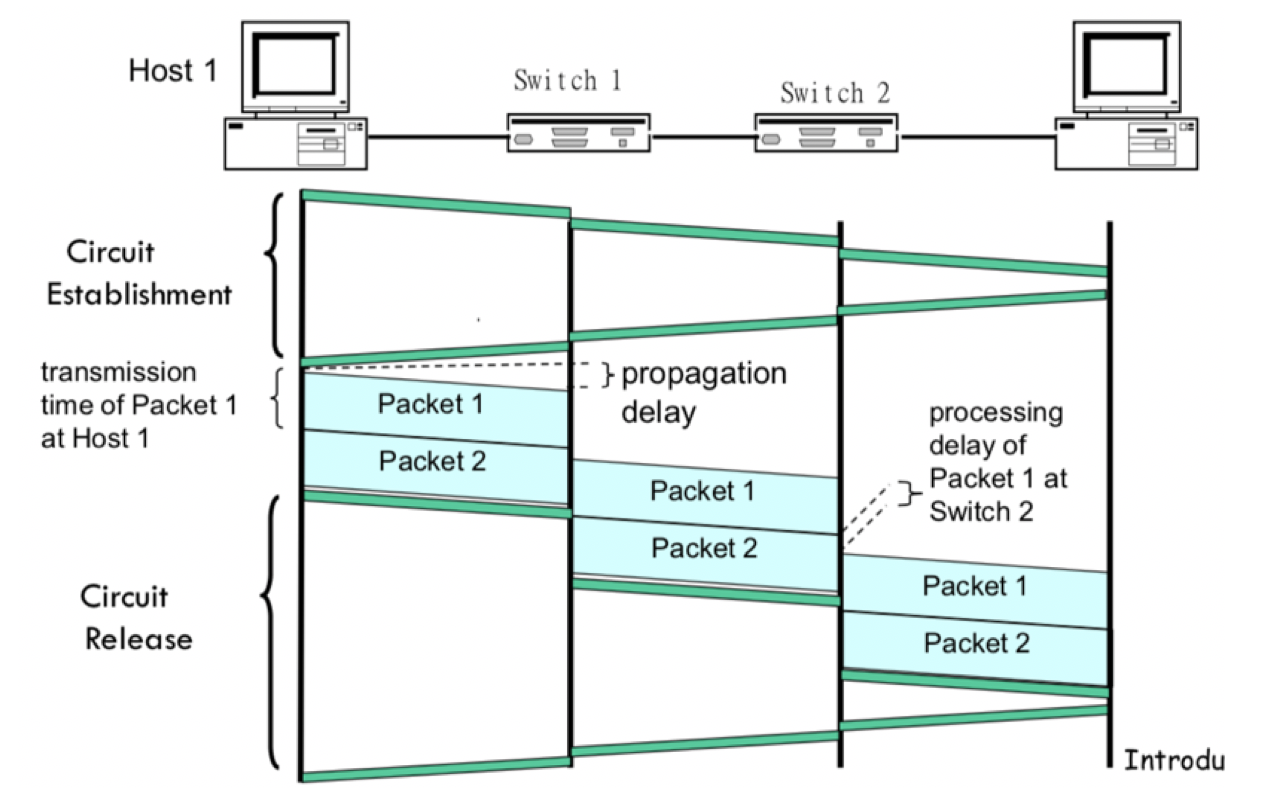 Host 1
Switch 1
Switch 2
Circuit
Establishment
transmission
time of Packet 1
at Host 1
propagation
delay
Packet 1
Packet 2
Packet 1
Packet 2
processing
delay of
Packet 1 at
Switch 2
Packet 1
Packet 2
Circuit
Release
Introdu